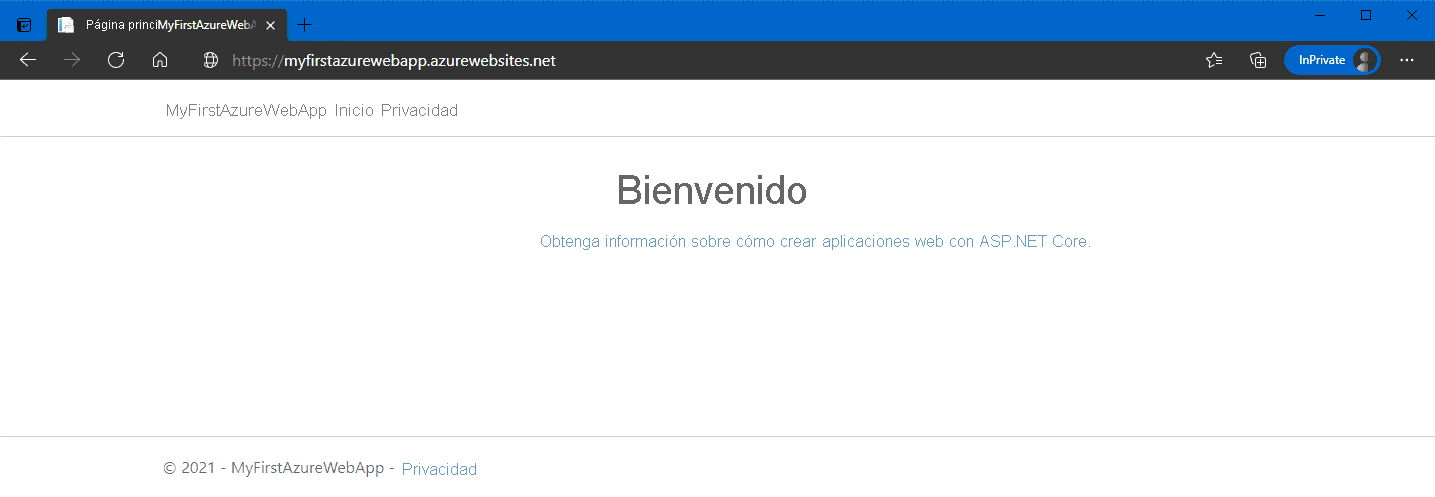 Página princiMyFirstAzureWebA
https://myfirstazurewebapp.azurewebsites.net
InPrivate
MyFirstAzureWebApp Inicio Privacidad
Bienvenido
Obtenga información sobre cómo crear aplicaciones web con ASP.NET Core.
© 2021 - MyFirstAzureWebApp - Privacidad